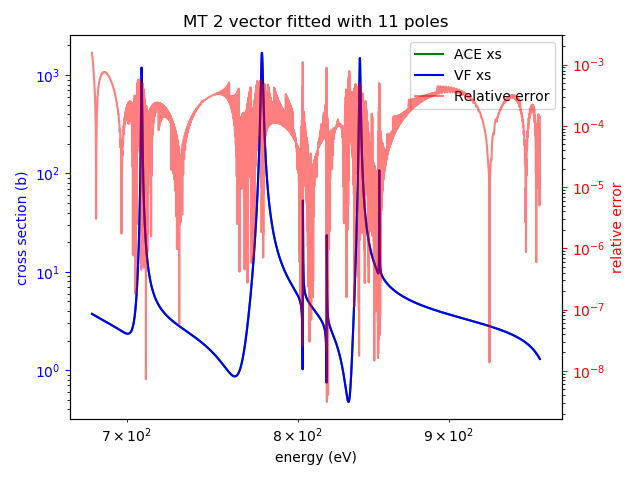 MT 2 vector fitted with 11 poles
ACE xs
VF xs
Relative error
cross section (b)
10³
10²
10¹
10⁰
10⁻³
10⁻⁴
10⁻⁵
10⁻⁶
10⁻⁷
10⁻⁸
relative error
7 × 10² 8 × 10² 9 × 10²
energy (eV)